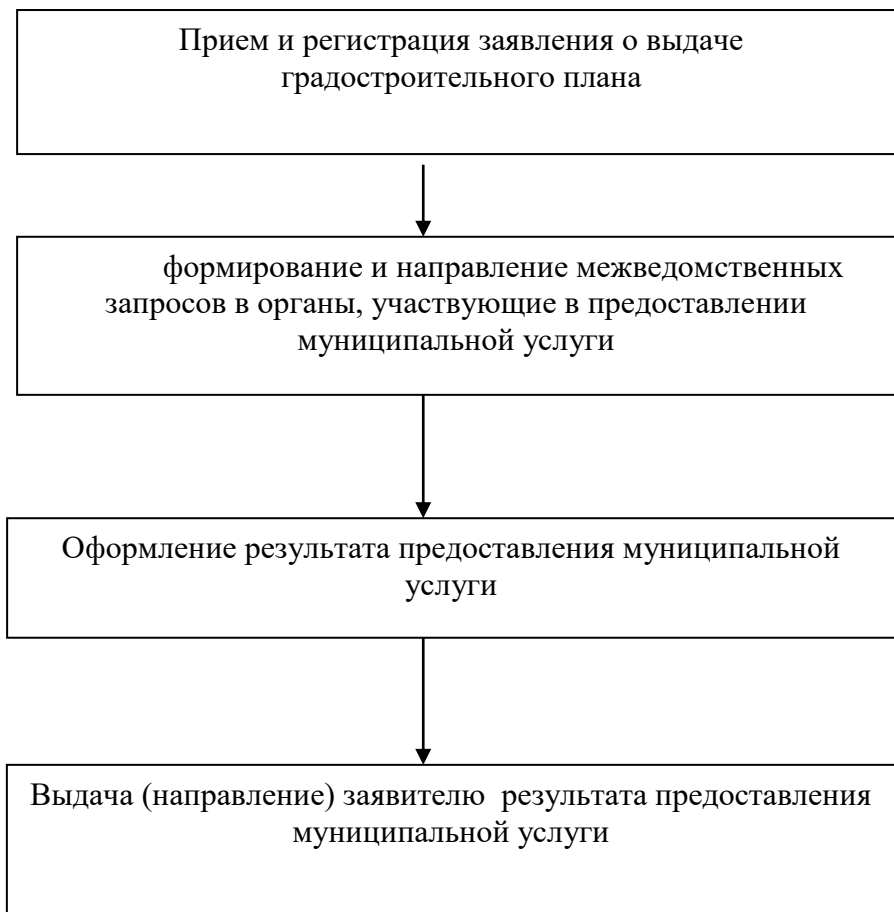 Прием и регистрация заявления о выдаче
градостроительного плана
формирование и направление межведомственных
запросов в органы, участвующие в предоставлении
муниципальной услуги
Оформление результата предоставления муниципальной
услуги
Выдача (направление) заявителю результата предоставления
муниципальной услуги